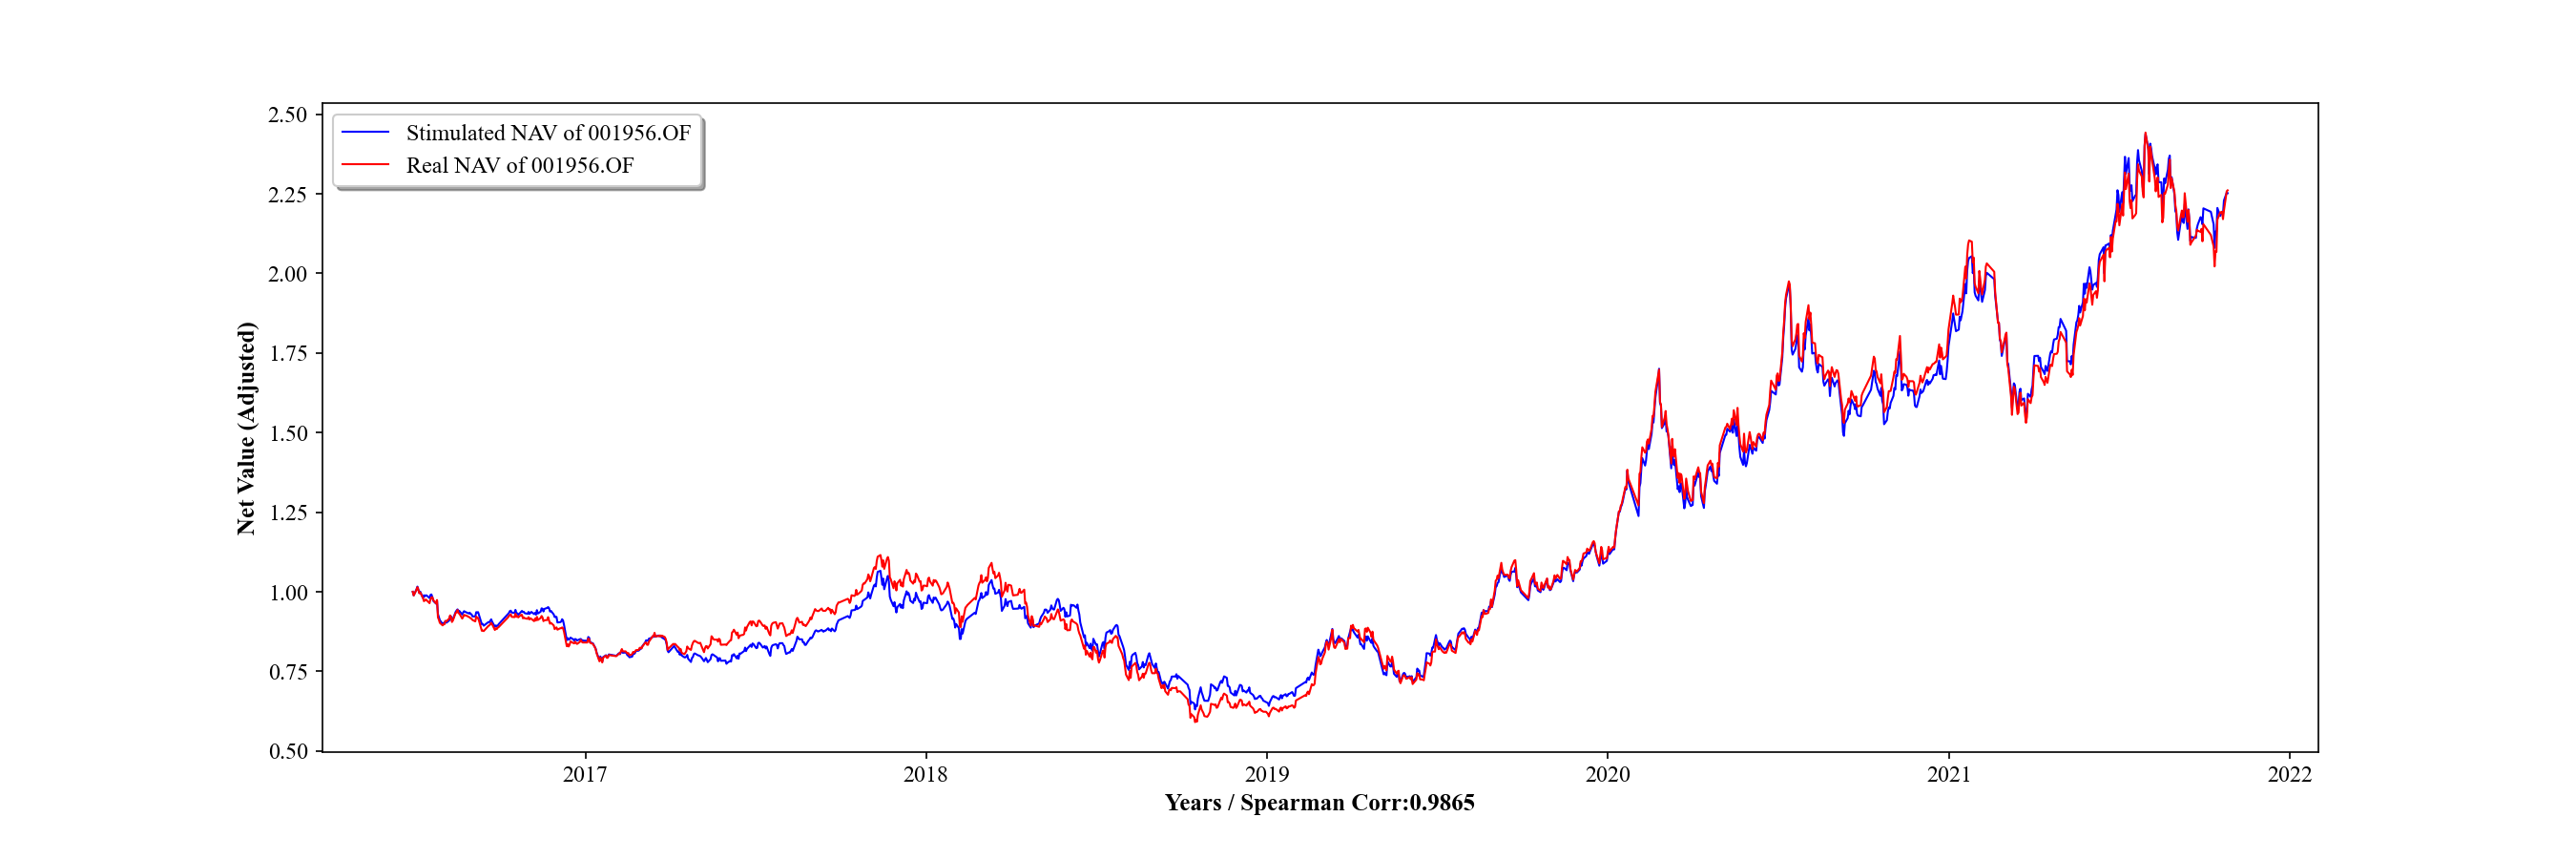 2.50
2.25
2.00
1.75
1.50
1.25
1.00
0.75
0.50
Net Value (Adjusted)
Stimulated NAV of 001956.OF
Real NAV of 001956.OF
2017 2018 2019 2020 2021 2022
Years / Spearman Corr:0.9865